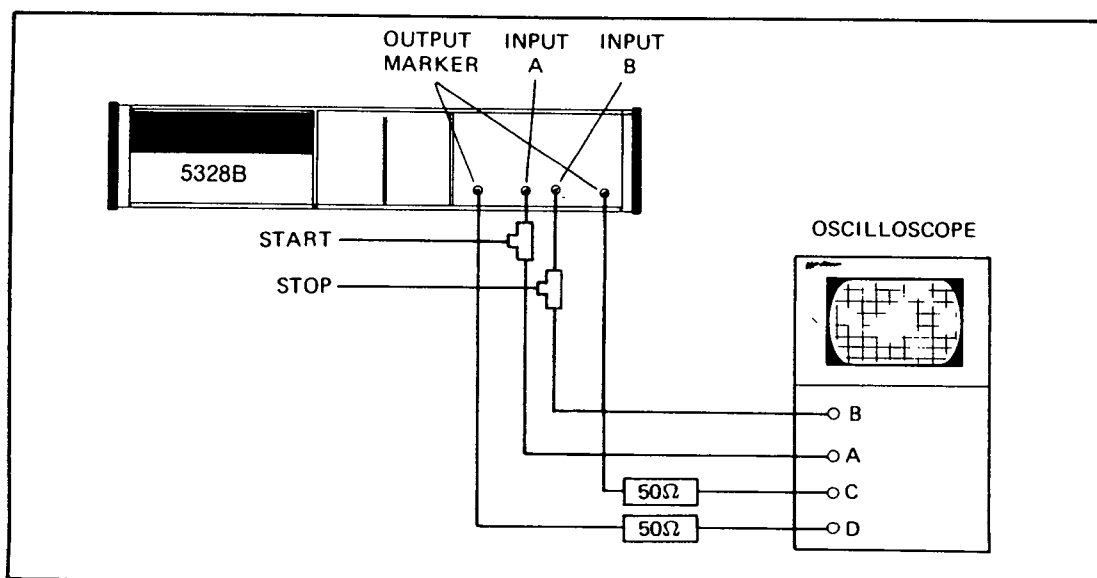 OUTPUT MARKER
INPUT A
INPUT B
5328B
START
STOP
OSCILLOSCOPE
B
A
50Ω
C
50Ω
D